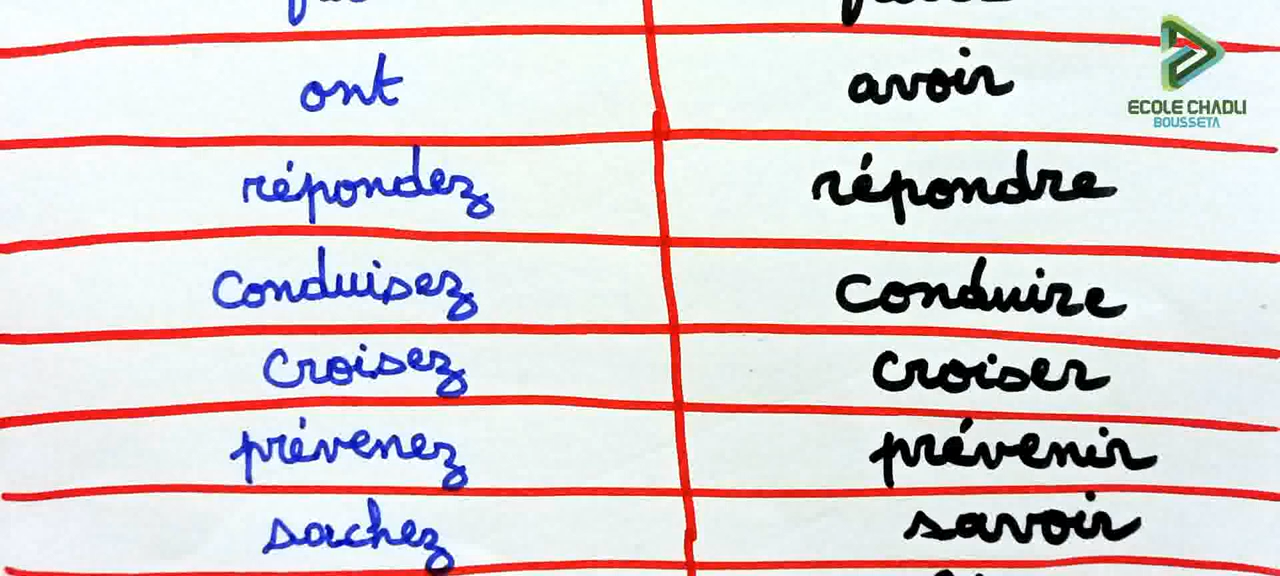 ont avoir
ECOLE CHADLI
BOUSSETA
répondez répondre
conduisez conduire
croisez croiser
prévenez prévenir
sachez savoir